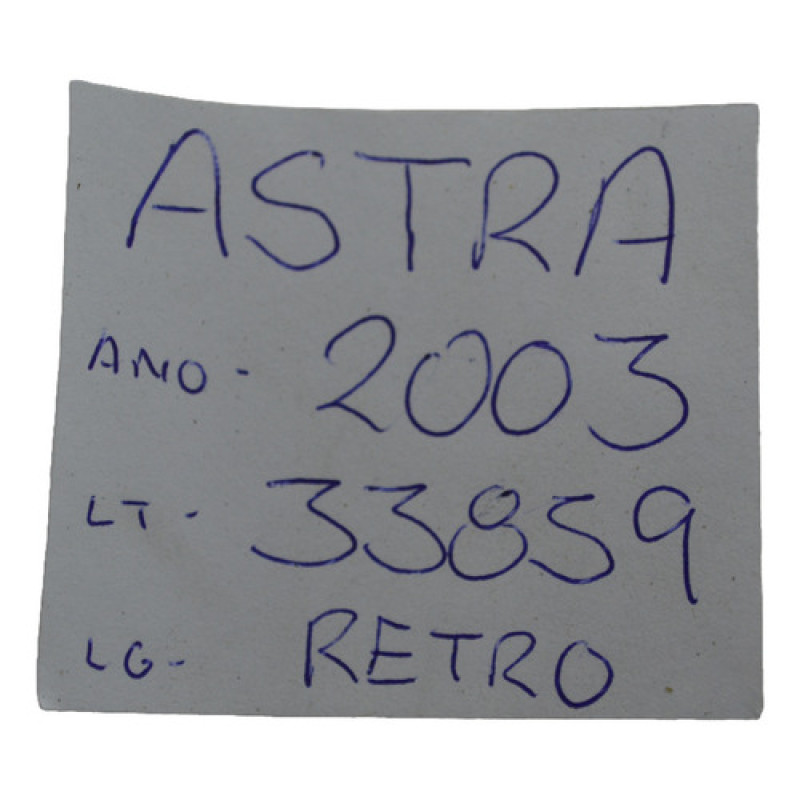 ASTRA
ANO - 2003
LT - 33859
LG - RETRO